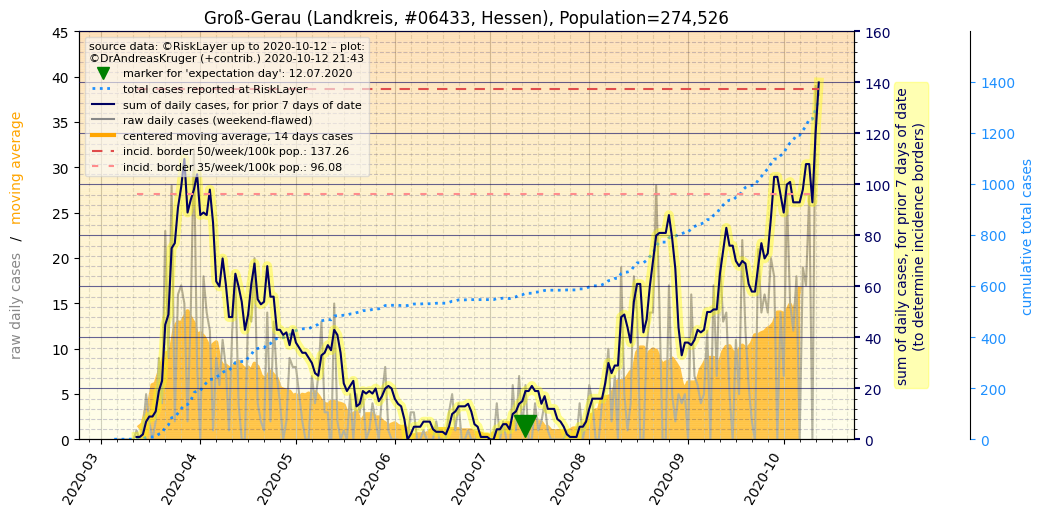 Groß-Gerau (Landkreis, #06433, Hessen), Population=274,526
source data: ©RiskLayer up to 2020-10-12 – plot:
©DrAndreasKruger (+contrib.) 2020-10-12 21:43
marker for 'expectation day': 12.07.2020
total cases reported at RiskLayer
sum of daily cases, for prior 7 days of date
raw daily cases (weekend-flawed)
centered moving average, 14 days cases
incid. border 50/week/100k pop.: 137.26
incid. border 35/week/100k pop.: 96.08
raw daily cases / moving average
45
40
35
30
25
20
15
10
5
0
2020-03
2020-04
2020-05
2020-06
2020-07
2020-08
2020-09
2020-10
160
140
120
100
80
60
40
20
0
sum of daily cases, for prior 7 days of date
(to determine incidence borders)
1400
1200
1000
800
600
400
200
0
cumulative total cases